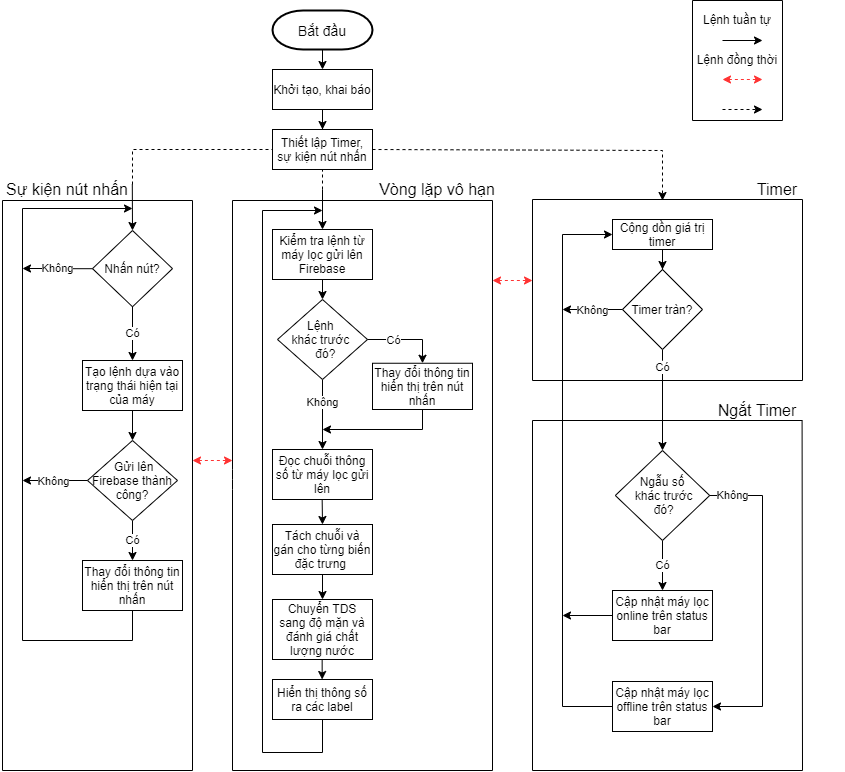 Lệnh tuần tự
Lệnh đồng thời
Bắt đầu
Khởi tạo, khai báo
Thiết lập Timer,
sự kiện nút nhấn
Sự kiện nút nhấn
Nhấn nút?
Không
Có
Tạo lệnh dựa vào
trạng thái hiện tại
của máy
Gửi lên
Firebase thành
công?
Không
Có
Thay đổi thông tin
hiển thị trên nút
nhấn
Vòng lặp vô hạn
Kiểm tra lệnh từ
máy lọc gửi lên
Firebase
Lệnh
khác trước
đó?
Có
Không
Thay đổi thông tin
hiển thị trên nút
nhấn
Đọc chuỗi thông
số từ máy lọc gửi
lên
Tách chuỗi và
gán cho từng biến
đặc trưng
Chuyển TDS
sang độ mặn và
đánh giá chất
lượng nước
Hiển thị thông số
ra các label
Timer
Cộng dồn giá trị
timer
Timer tràn?
Không
Có
Ngắt Timer
Ngẫu số
khác trước
đó?
Không
Có
Cập nhật máy lọc
online trên status
bar
Cập nhật máy lọc
offline trên status
bar